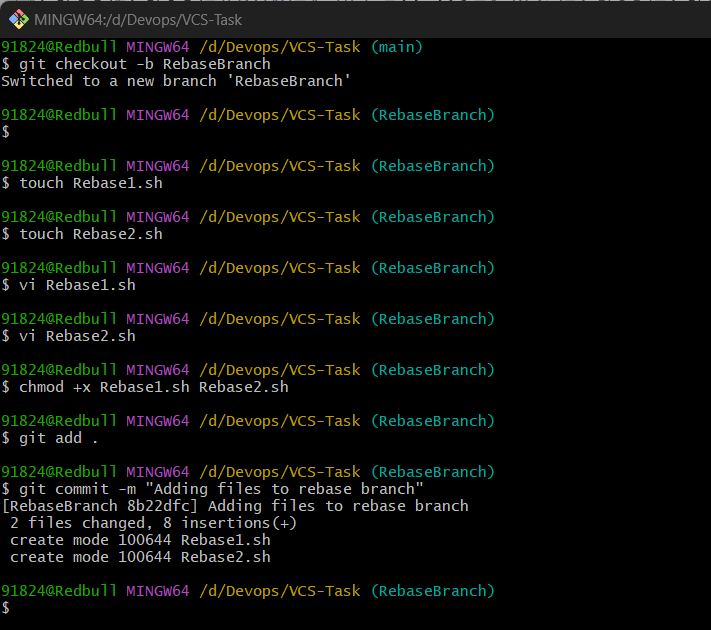 MINGW64:/d/Devops/VCS-Task
91824@Redbull MINGW64 /d/Devops/VCS-Task (main)
$ git checkout -b RebaseBranch
Switched to a new branch 'RebaseBranch'
91824@Redbull MINGW64 /d/Devops/VCS-Task (RebaseBranch)
$
91824@Redbull MINGW64 /d/Devops/VCS-Task (RebaseBranch)
$ touch Rebase1.sh
91824@Redbull MINGW64 /d/Devops/VCS-Task (RebaseBranch)
$ touch Rebase2.sh
91824@Redbull MINGW64 /d/Devops/VCS-Task (RebaseBranch)
$ vi Rebase1.sh
91824@Redbull MINGW64 /d/Devops/VCS-Task (RebaseBranch)
$ vi Rebase2.sh
91824@Redbull MINGW64 /d/Devops/VCS-Task (RebaseBranch)
$ chmod +x Rebase1.sh Rebase2.sh
91824@Redbull MINGW64 /d/Devops/VCS-Task (RebaseBranch)
$ git add .
91824@Redbull MINGW64 /d/Devops/VCS-Task (RebaseBranch)
$ git commit -m "Adding files to rebase branch"
[RebaseBranch 8b22dfc] Adding files to rebase branch
2 files changed, 8 insertions(+)
create mode 100644 Rebase1.sh
create mode 100644 Rebase2.sh
91824@Redbull MINGW64 /d/Devops/VCS-Task (RebaseBranch)
$